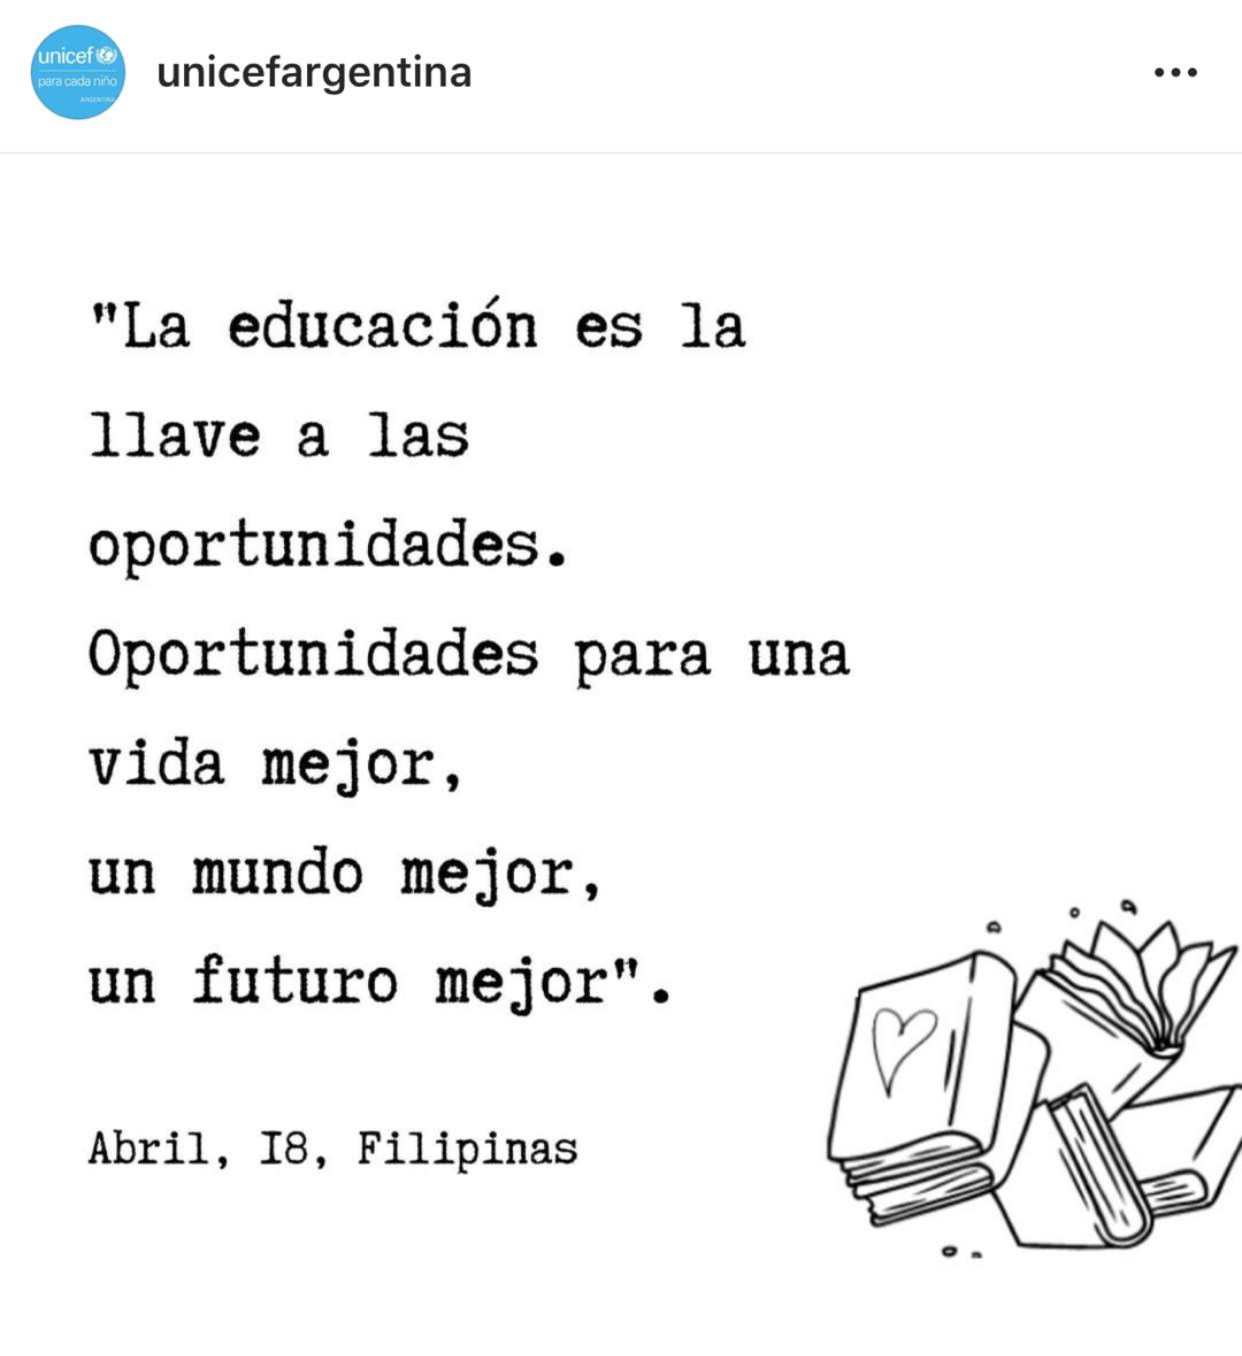 unicef
para cada niño
ARGENTINA
unicefargentina
"La educación es la
llave a las
oportunidades.
Oportunidades para una
vida mejor,
un mundo mejor,
un futuro mejor".
Abril, I8, Filipinas